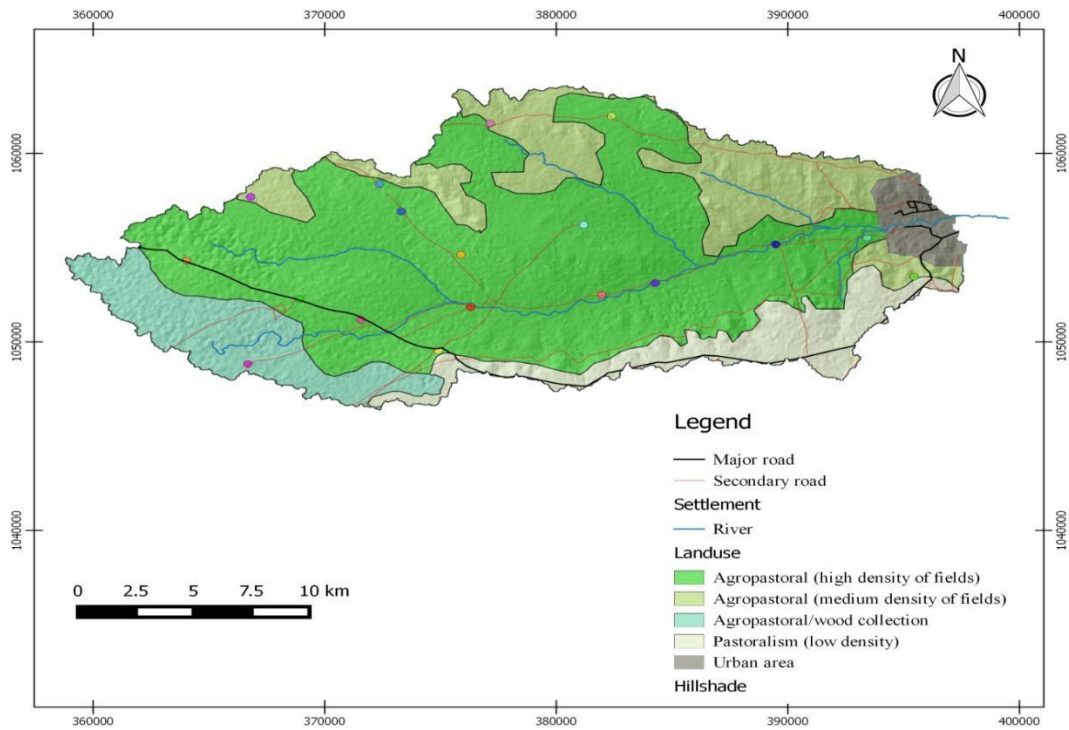 360000 370000 380000 390000 400000
N
1060000 1060000
1050000 1050000
1040000 1040000
Legend
Major road
Secondary road
Settlement
River
Landuse
Agropastoral (high density of fields)
Agropastoral (medium density of fields)
Agropastoral/wood collection
Pastoralism (low density)
Urban area
Hillshade
0 2.5 5 7.5 10 km
360000 370000 380000 390000 400000